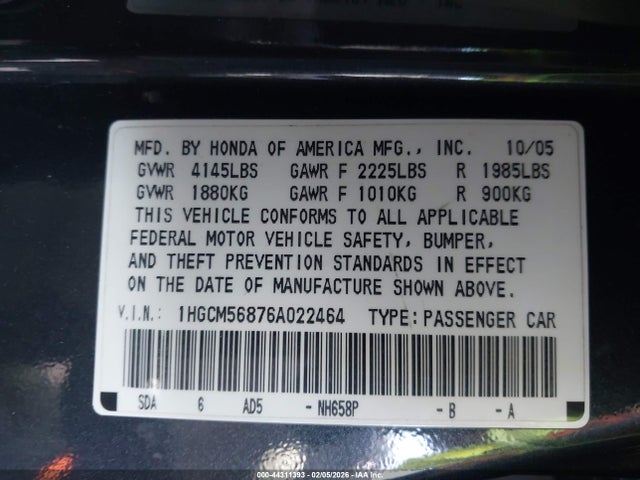 MFD. BY HONDA OF AMERICA MFG., INC. 10/05
GVWR 4145LBS GAWR F 2225LBS R 1985LBS
GVWR 1880KG GAWR F 1010KG R 900KG
THIS VEHICLE CONFORMS TO ALL APPLICABLE
FEDERAL MOTOR VEHICLE SAFETY, BUMPER,
AND THEFT PREVENTION STANDARDS IN EFFECT
ON THE DATE OF MANUFACTURE SHOWN ABOVE.
V.I.N.: 1HGCM56876A022464 TYPE: PASSENGER CAR
SDA 6 AD5 - NH658P - B - A
000-44311393 - 02/05/2026 - IAA Inc.